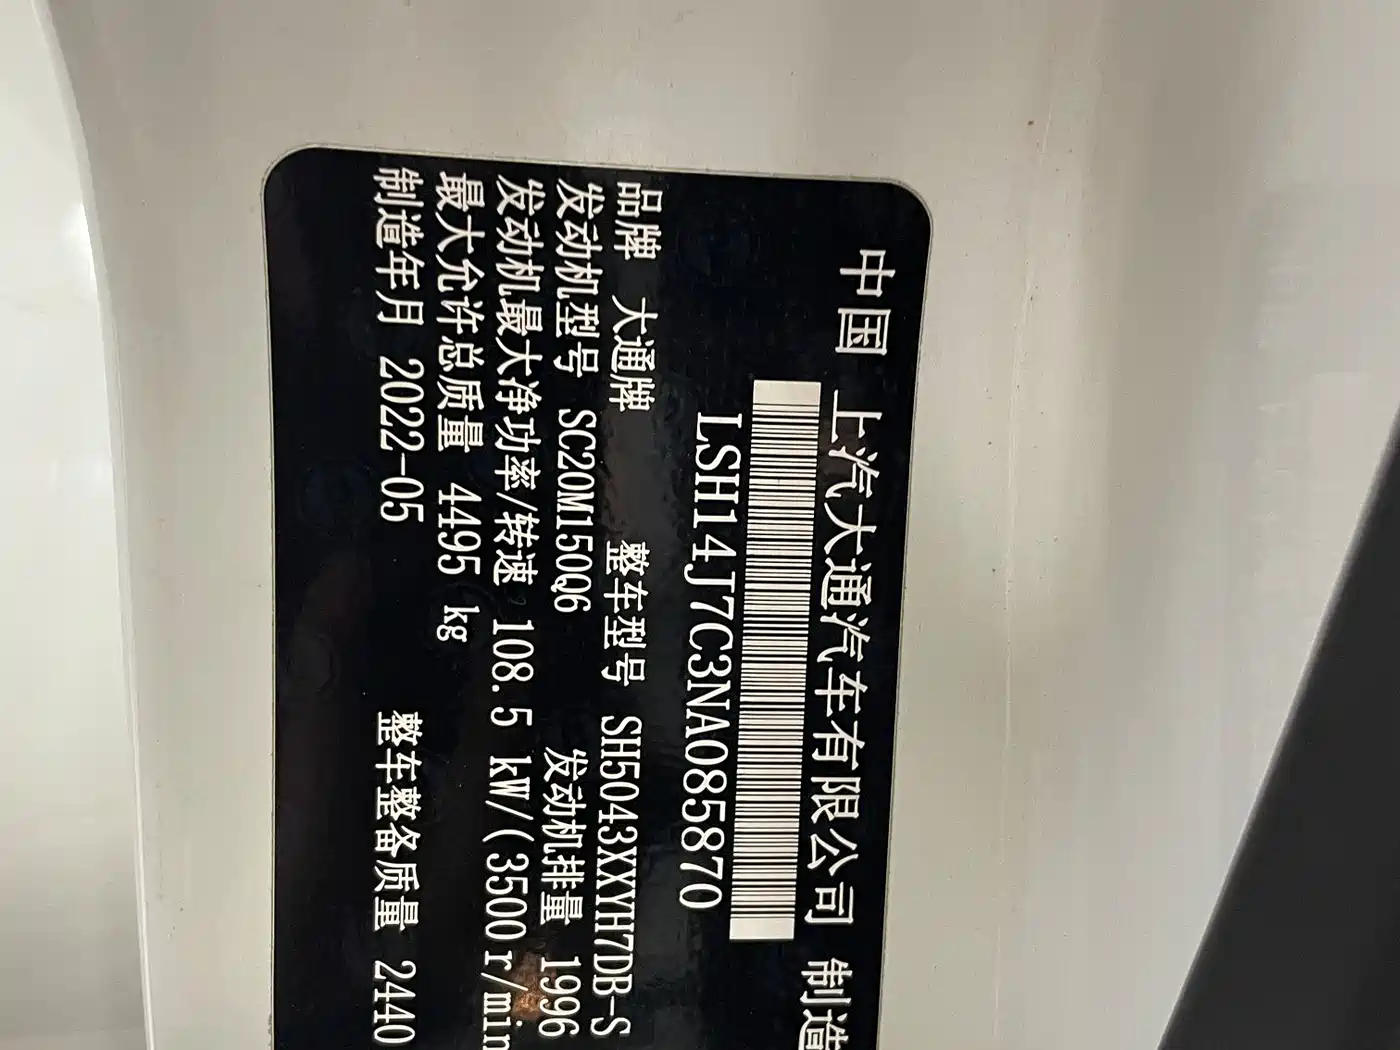 中国 上汽大通汽车有限公司 制造
LSH14J7C3NA085870
品牌 大通牌 整车型号 SH5043XXYH7DB-S
发动机型号 SC20M150Q6 发动机排量 1996
发动机最大净功率/转速 108.5 kW/(3500r/min
最大允许总质量 4495 kg
制造年月 2022-05 整车整备质量 2440